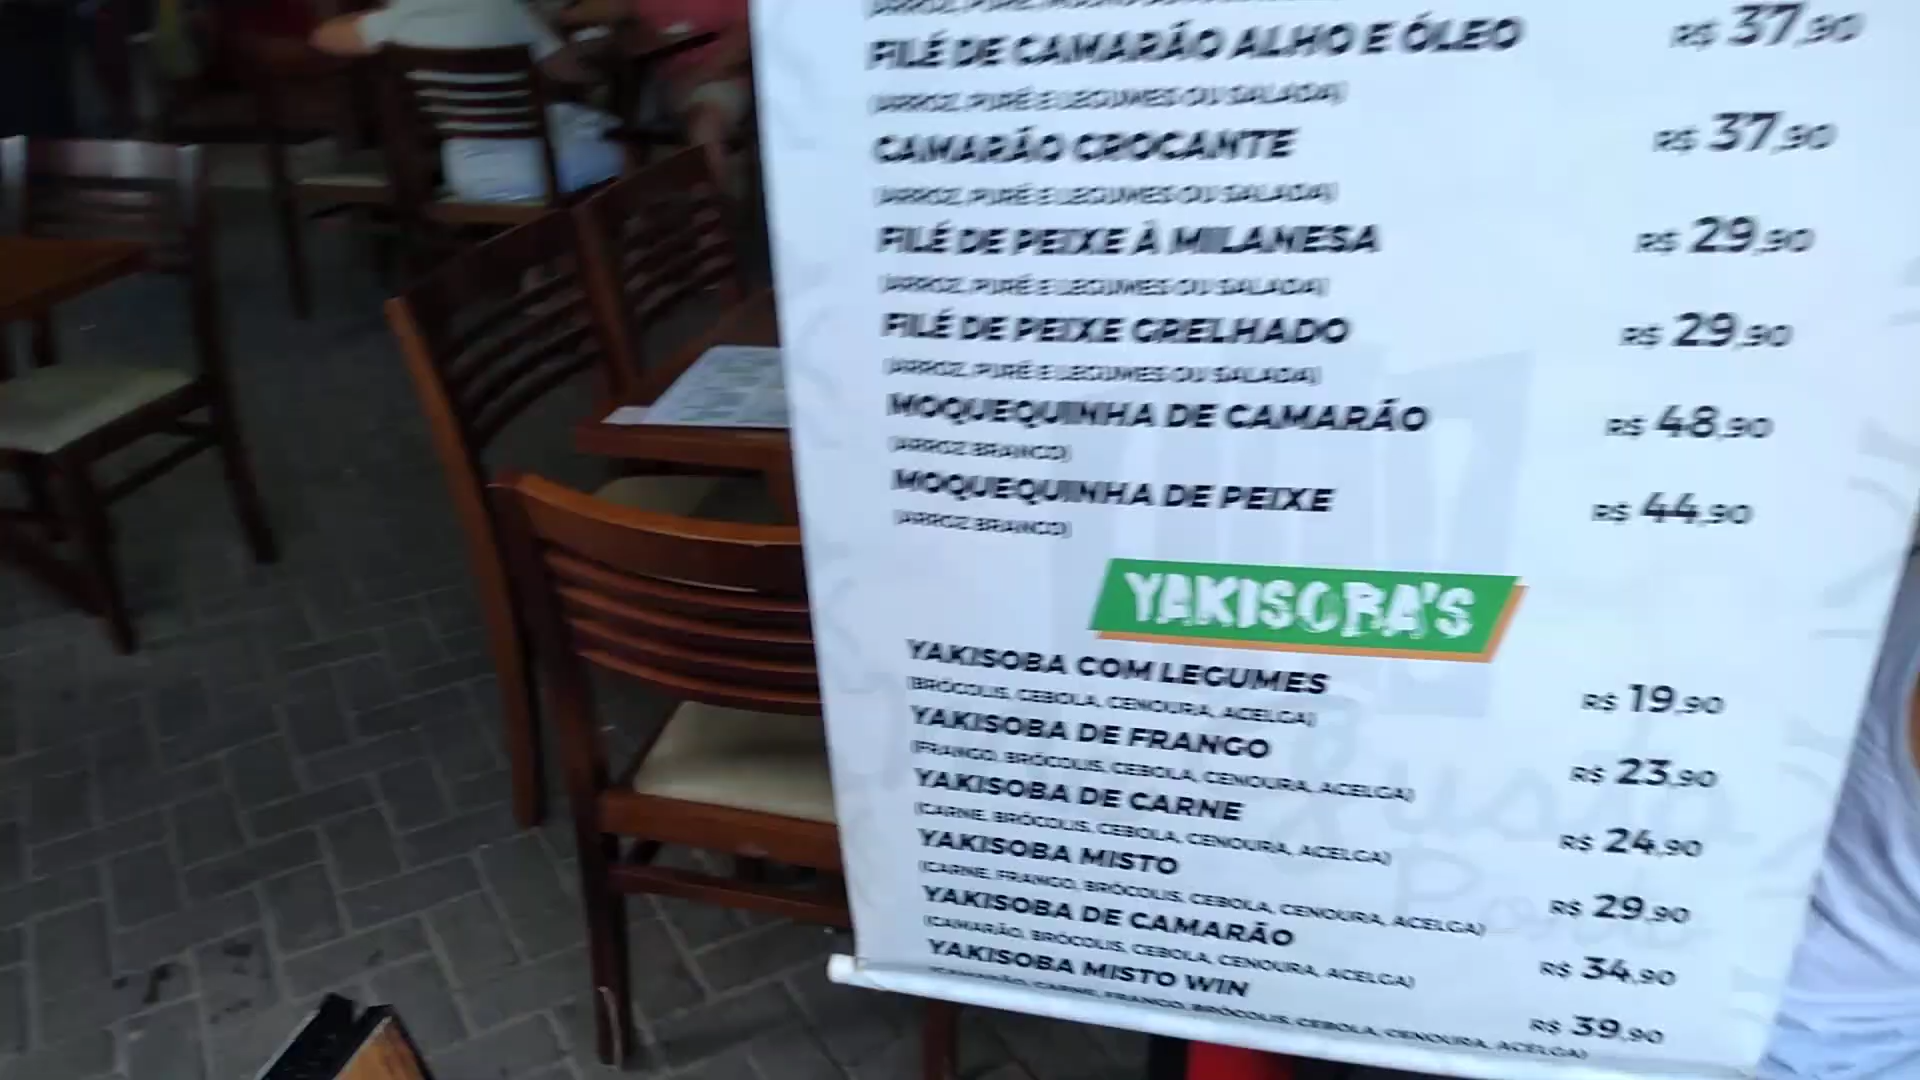 FILÉ DE CAMARÃO ALHO E ÓLEO R$ 37,90
(ARROZ, PURÊ E LEGUMES OU SALADA)
CAMARÃO CROCANTE R$ 37,90
(ARROZ, PURÊ E LEGUMES OU SALADA)
FILÉ DE PEIXE À MILANESA R$ 29,90
(ARROZ, PURÊ E LEGUMES OU SALADA)
FILÉ DE PEIXE GRELHADO R$ 29,90
(ARROZ, PURÊ E LEGUMES OU SALADA)
MOQUEQUINHA DE CAMARÃO R$ 48,90
(ARROZ BRANCO)
MOQUEQUINHA DE PEIXE R$ 44,90
(ARROZ BRANCO)
YAKISOBA'S
YAKISOBA COM LEGUMES R$ 19,90
(BRÓCOLIS, CEBOLA, CENOURA, ACELGA)
YAKISOBA DE FRANGO R$ 23,90
(FRANGO, BRÓCOLIS, CEBOLA, CENOURA, ACELGA)
YAKISOBA DE CARNE R$ 24,90
(CARNE, BRÓCOLIS, CEBOLA, CENOURA, ACELGA)
YAKISOBA MISTO R$ 29,90
(CARNE, FRANGO, BRÓCOLIS, CEBOLA, CENOURA, ACELGA)
YAKISOBA DE CAMARÃO R$ 34,90
(CAMARÃO, BRÓCOLIS, CEBOLA, CENOURA, ACELGA)
YAKISOBA MISTO WIN R$ 39,90
(CAMARÃO, CARNE, FRANGO, BRÓCOLIS, CEBOLA, CENOURA, ACELGA)